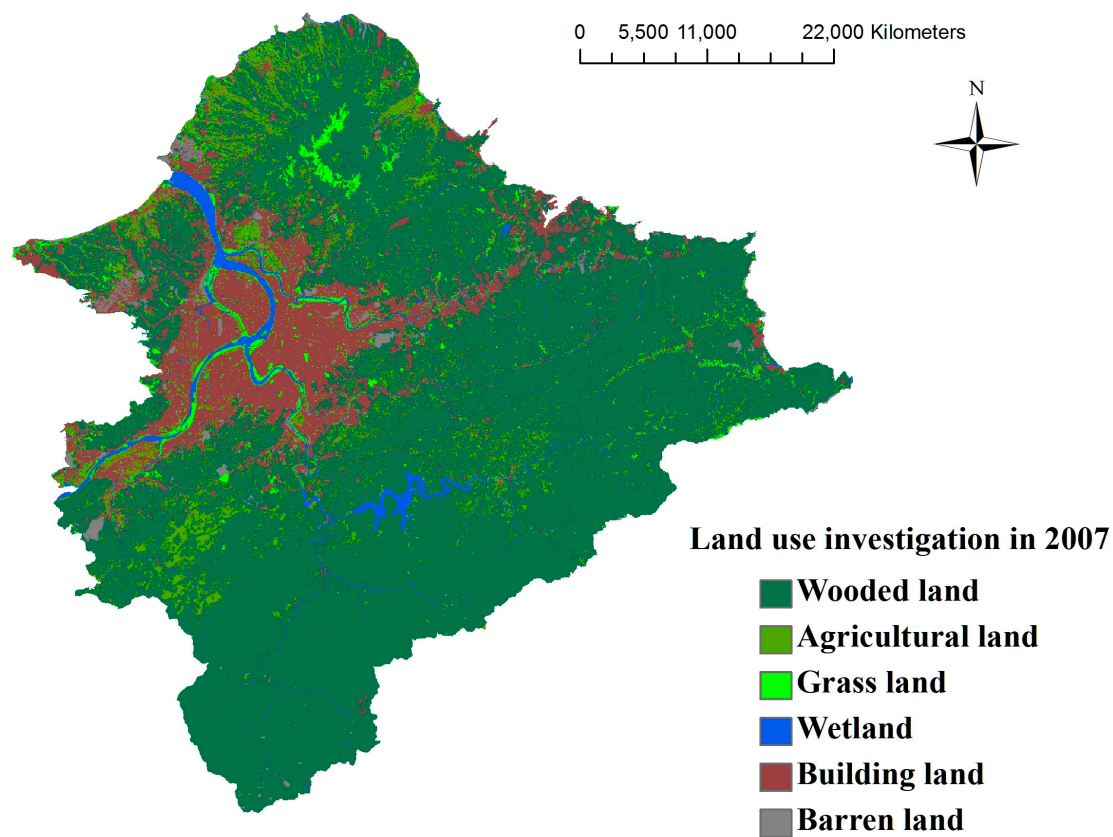 0 5,500 11,000 22,000 Kilometers
N
Land use investigation in 2007
Wooded land
Agricultural land
Grass land
Wetland
Building land
Barren land